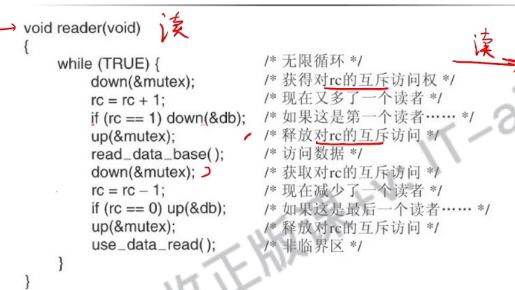 void reader(void) 读
{
while (TRUE) { /* 无限循环 */ 读
down(&mutex); /* 获得对rc的互斥访问权 */
rc = rc + 1; /* 现在又多了一个读者 */
if (rc == 1) down(&db); /* 如果这是第一个读者…… */
up(&mutex); /* 释放对rc的互斥访问 */
read_data_base( ); /* 访问数据 */
down(&mutex); /* 获取对rc的互斥访问 */
rc = rc − 1; /* 现在减少了一个读者 */
if (rc == 0) up(&db); /* 如果这是最后一个读者…… */
up(&mutex); /* 释放对rc的互斥访问 */
use_data_read( ); /* 非临界区 */
}
}
正版课+v:IT-a